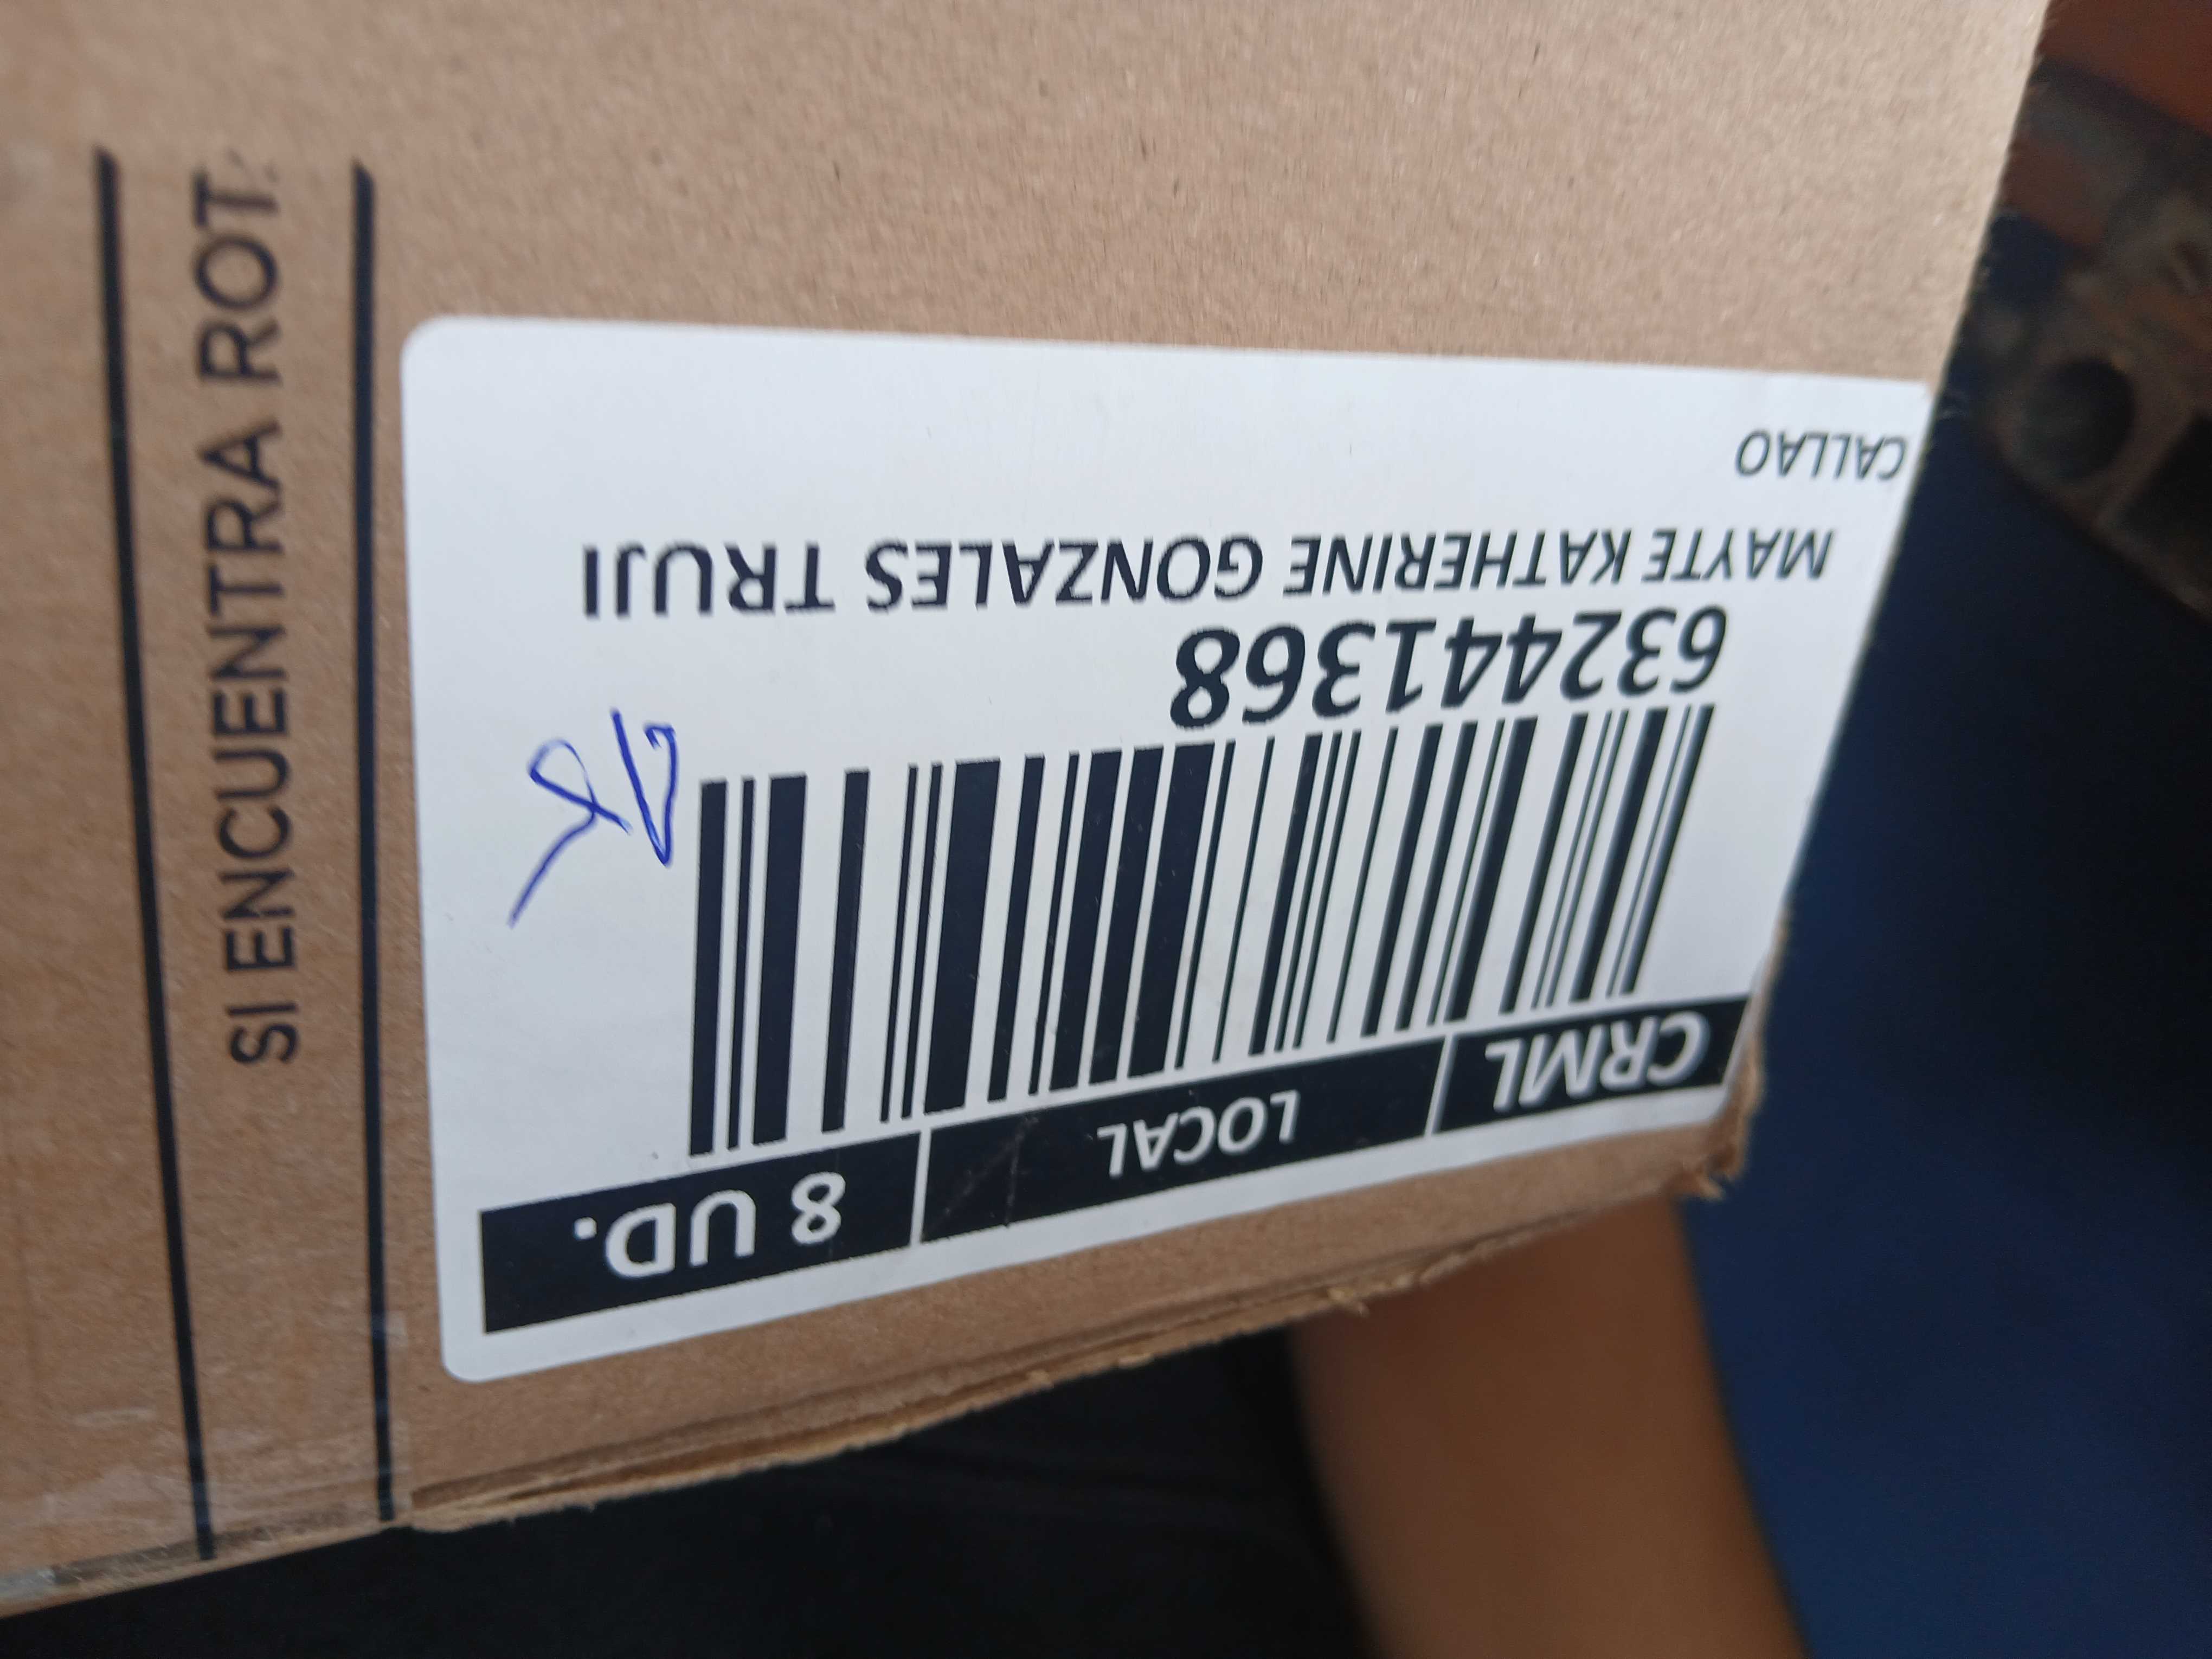 CRML LOCAL 8 UD.
63241368
MAYTE KATHERINE GONZALES TRUJI
CALLAO
SI ENCUENTRA ROT